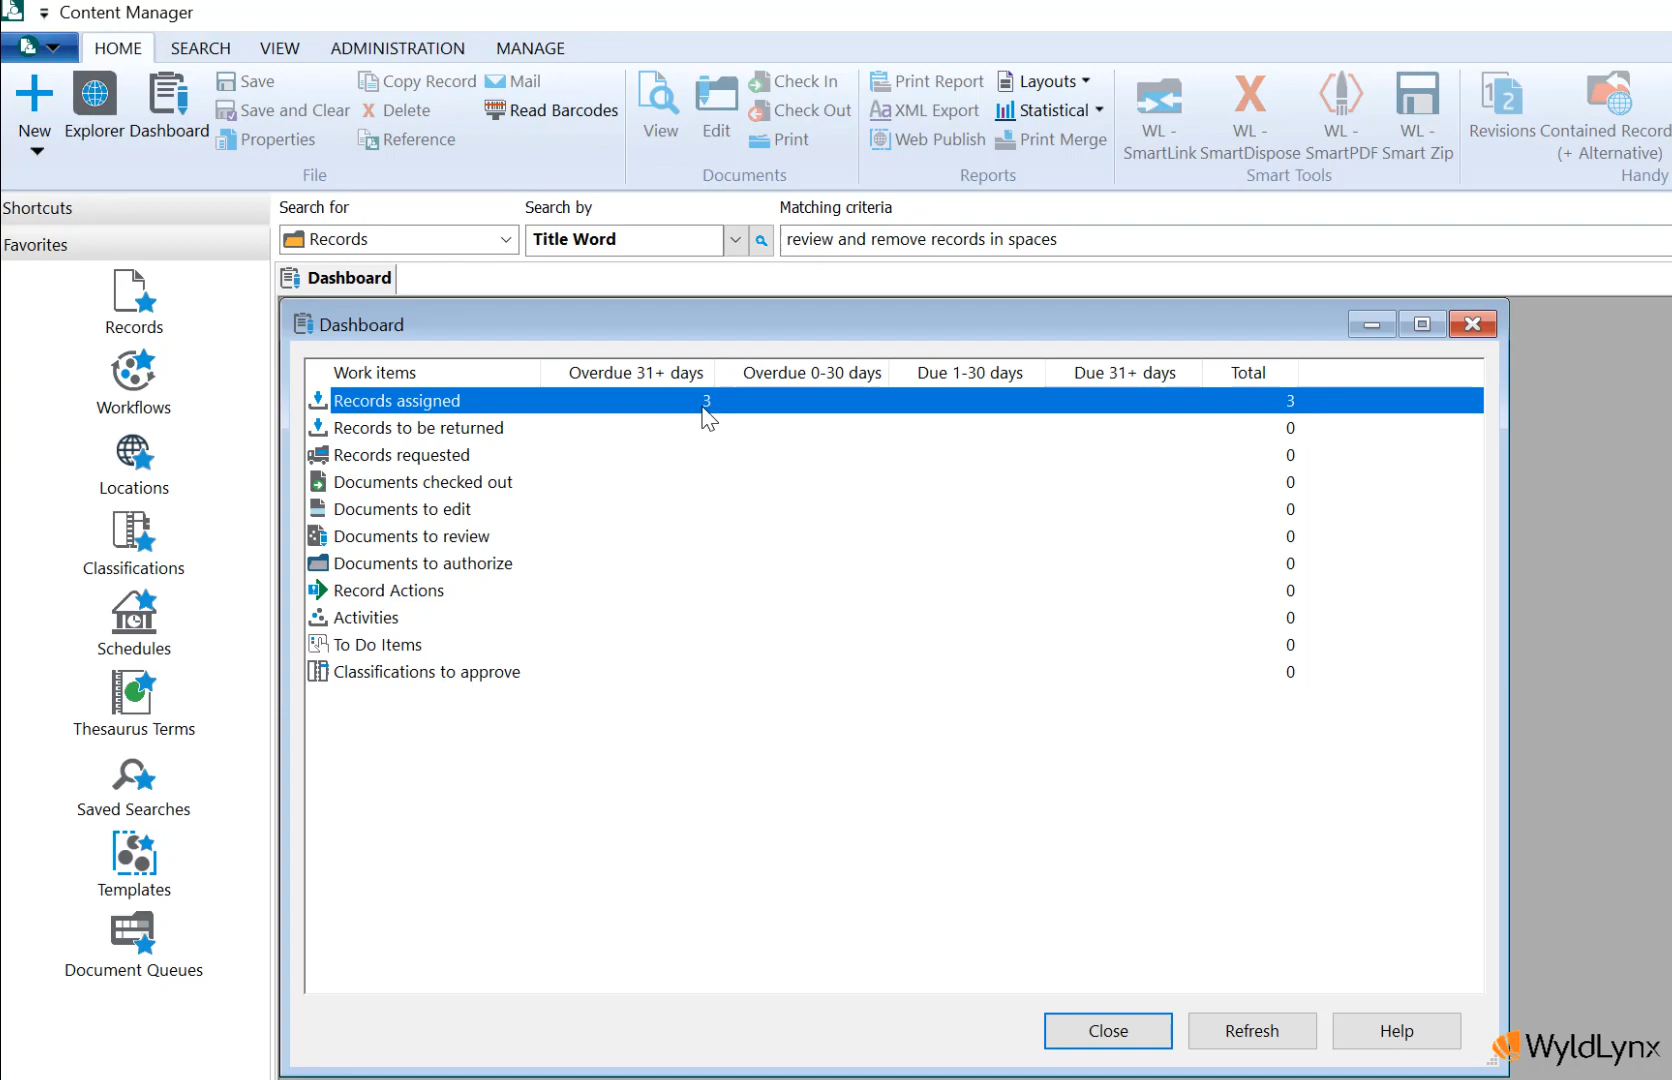 Content Manager
HOME SEARCH VIEW ADMINISTRATION MANAGE
New
Explorer
Dashboard
Save
Save and Clear
Properties
Copy Record
Delete
Reference
Mail
Read Barcodes
File
View
Edit
Check In
Check Out
Print
Documents
Print Report
XML Export
Web Publish
Layouts
Statistical
Print Merge
Reports
WL -
SmartLink
WL -
SmartDispose
WL -
SmartPDF
WL -
Smart Zip
Smart Tools
Revisions
Contained Record
(+ Alternative)
Handy
Shortcuts
Favorites
Records
Workflows
Locations
Classifications
Schedules
Thesaurus Terms
Saved Searches
Templates
Document Queues
Search for Search by Matching criteria
Records Title Word review and remove records in spaces
Dashboard
Dashboard
Work items Overdue 31+ days Overdue 0-30 days Due 1-30 days Due 31+ days Total
Records assigned 3 3
Records to be returned 0
Records requested 0
Documents checked out 0
Documents to edit 0
Documents to review 0
Documents to authorize 0
Record Actions 0
Activities 0
To Do Items 0
Classifications to approve 0
Close Refresh Help
WyldLynx